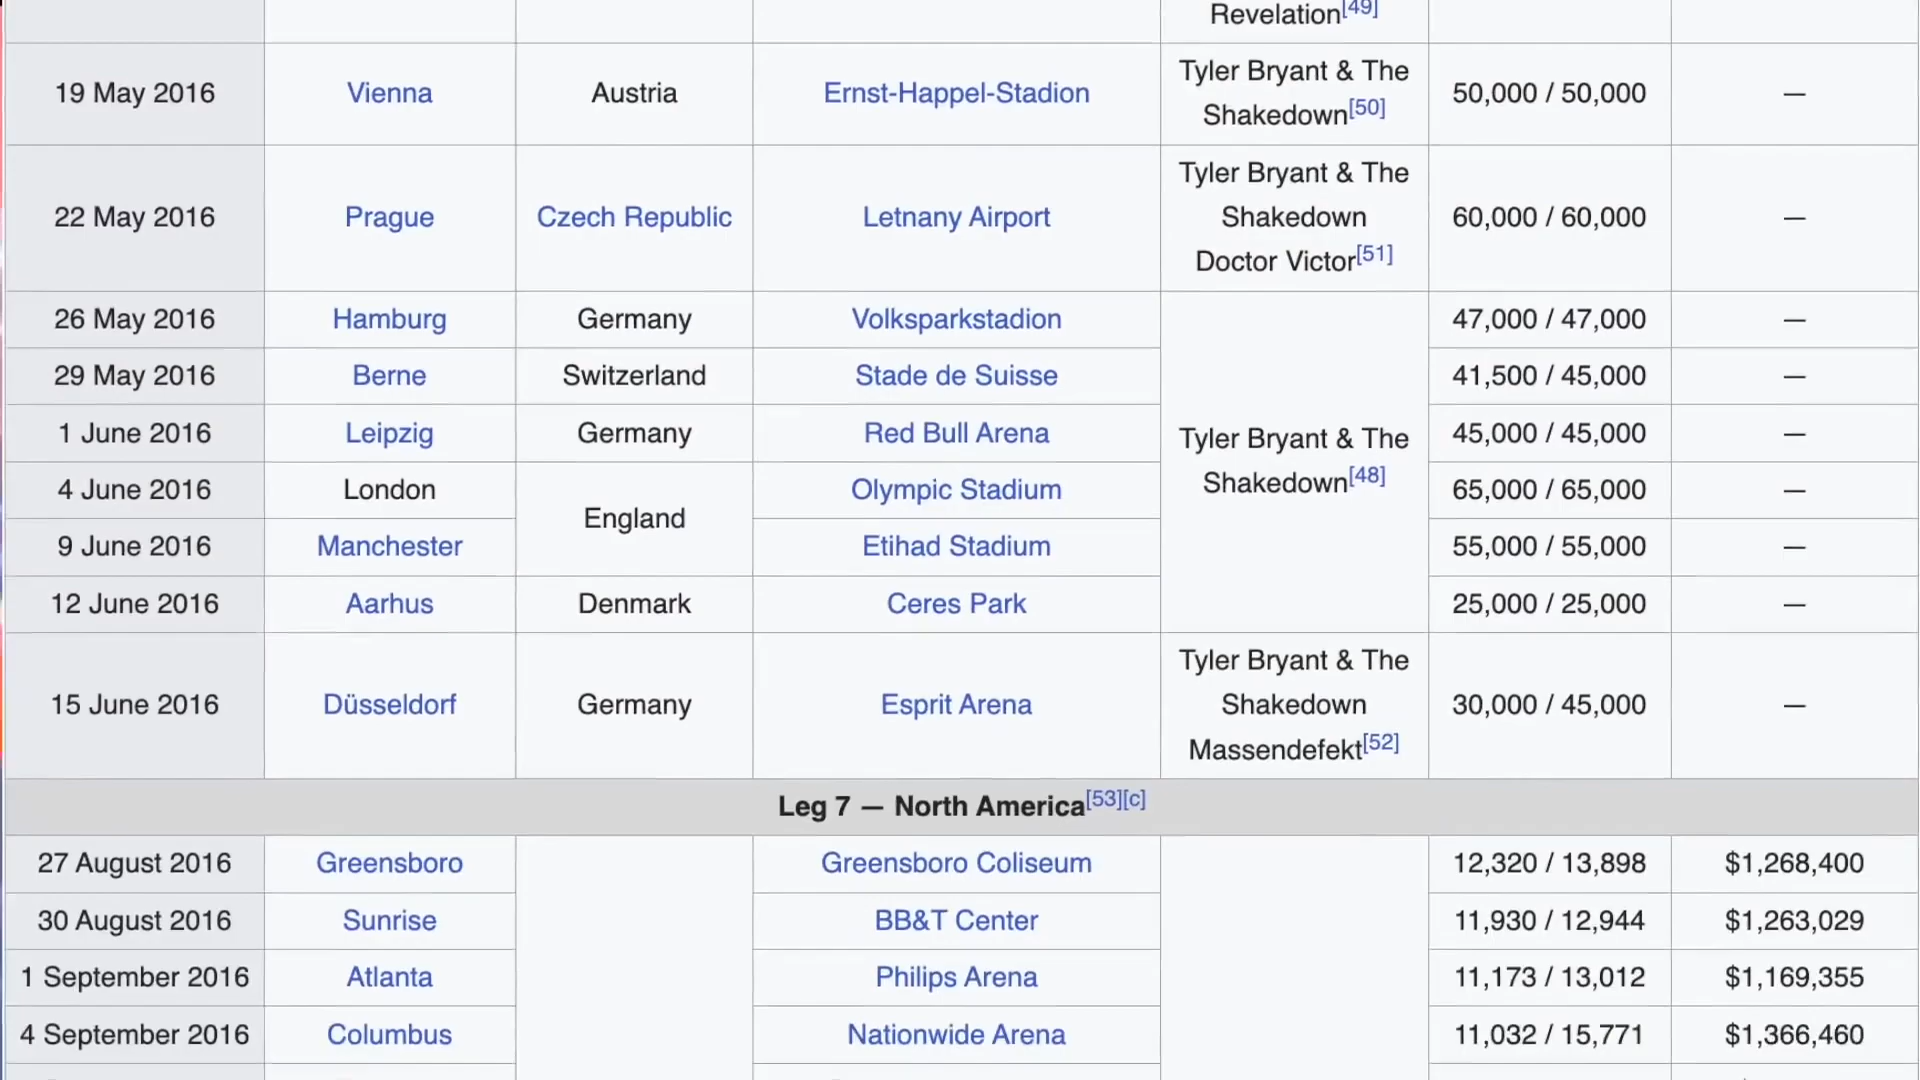 Revelation[49]
19 May 2016 Vienna Austria Ernst-Happel-Stadion Tyler Bryant & The Shakedown[50] 50,000 / 50,000 —
22 May 2016 Prague Czech Republic Letnany Airport Tyler Bryant & The Shakedown Doctor Victor[51] 60,000 / 60,000 —
26 May 2016 Hamburg Germany Volksparkstadion 47,000 / 47,000 —
29 May 2016 Berne Switzerland Stade de Suisse 41,500 / 45,000 —
1 June 2016 Leipzig Germany Red Bull Arena Tyler Bryant & The Shakedown[48] 45,000 / 45,000 —
4 June 2016 London England Olympic Stadium 65,000 / 65,000 —
9 June 2016 Manchester Etihad Stadium 55,000 / 55,000 —
12 June 2016 Aarhus Denmark Ceres Park 25,000 / 25,000 —
15 June 2016 Düsseldorf Germany Esprit Arena Tyler Bryant & The Shakedown Massendefekt[52] 30,000 / 45,000 —
Leg 7 — North America[53][c]
27 August 2016 Greensboro Greensboro Coliseum 12,320 / 13,898 $1,268,400
30 August 2016 Sunrise BB&T Center 11,930 / 12,944 $1,263,029
1 September 2016 Atlanta Philips Arena 11,173 / 13,012 $1,169,355
4 September 2016 Columbus Nationwide Arena 11,032 / 15,771 $1,366,460